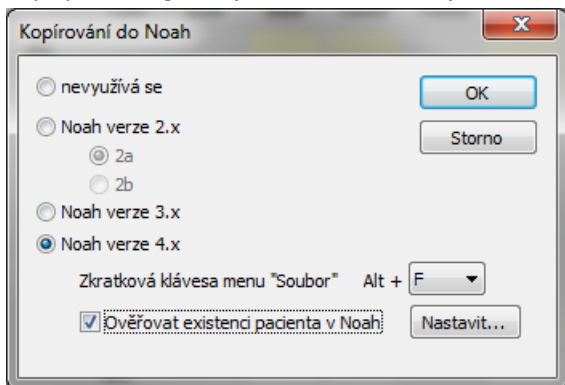 Kopírování do Noah
nevyužívá se
OK
Noah verze 2.x
Storno
2a
2b
Noah verze 3.x
Noah verze 4.x
Zkratková klávesa menu "Soubor" Alt + F
Ověřovat existenci pacienta v Noah Nastavit...